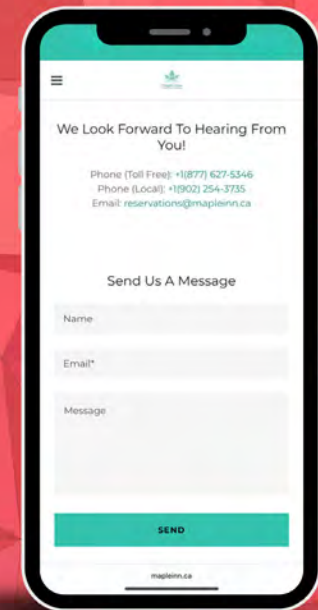 We Look Forward To Hearing From
You!
Phone (Toll Free): +1(877) 627-5346
Phone (Local): +1(902) 254-3735
Email: reservations@mapleinn.ca
Send Us A Message
Name
Email*
Message
SEND
mapleinn.ca